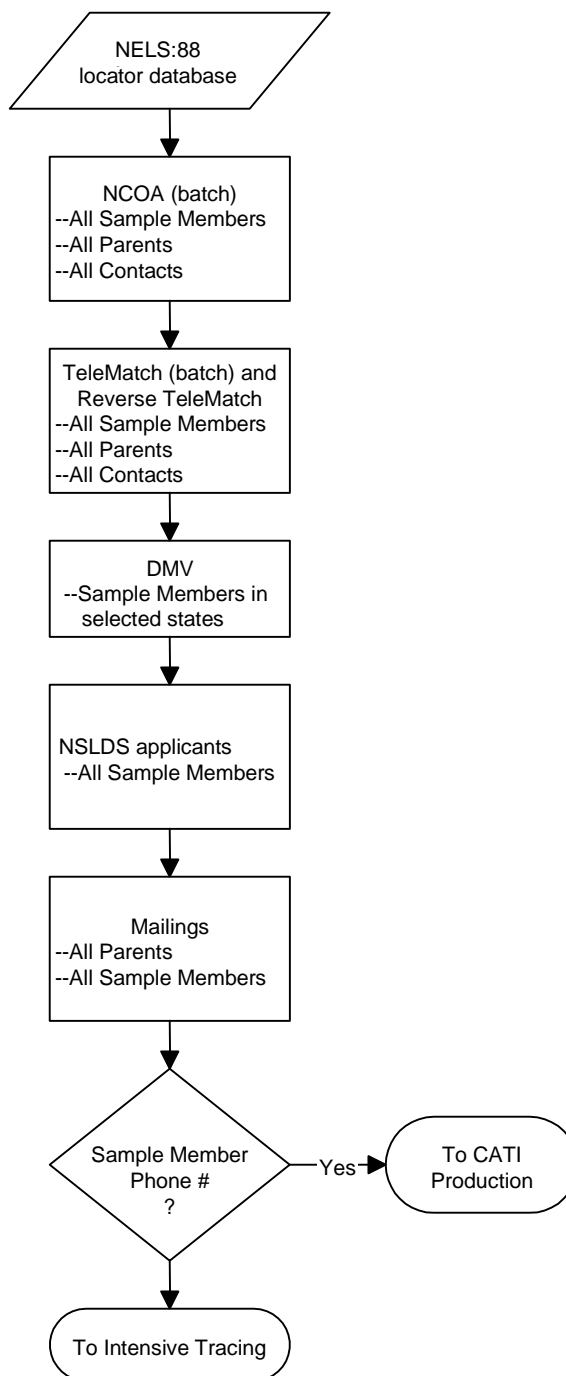 NELS:88
locator database
NCOA (batch)
--All Sample Members
--All Parents
--All Contacts
TeleMatch (batch) and
Reverse TeleMatch
--All Sample Members
--All Parents
--All Contacts
DMV
--Sample Members in
selected states
NSLDS applicants
--All Sample Members
Mailings
--All Parents
--All Sample Members
Sample Member
Phone #
?
Yes
To CATI
Production
To Intensive Tracing